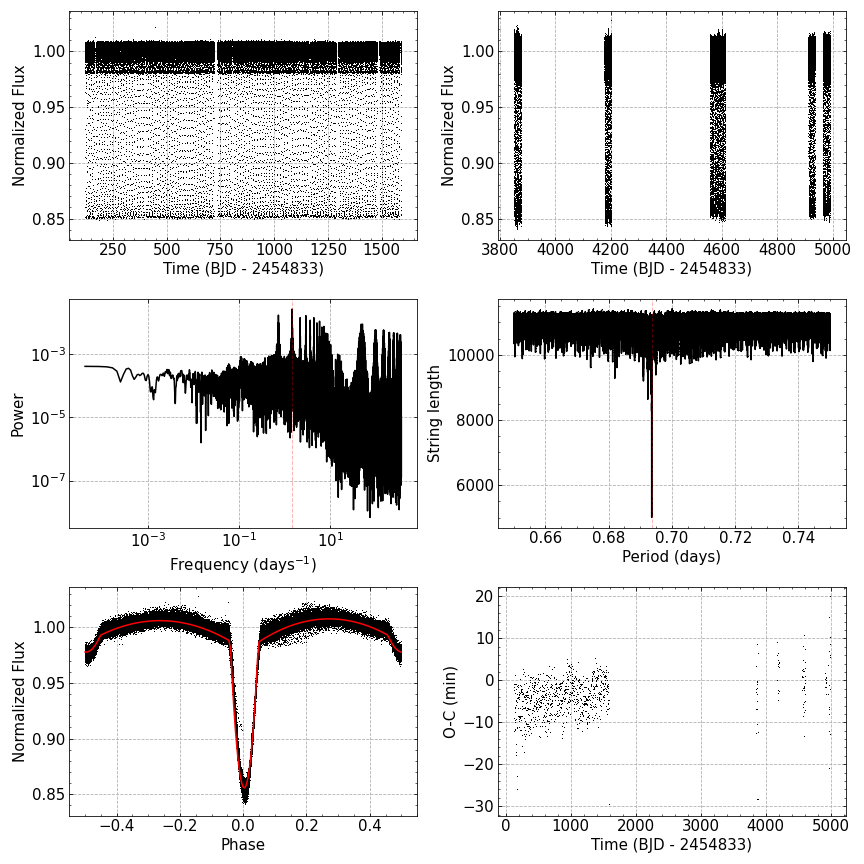 1.00
0.95
0.90
0.85
Normalized Flux
250 500 750 1000 1250 1500
Time (BJD - 2454833)
1.00
0.95
0.90
0.85
Normalized Flux
3800 4000 4200 4400 4600 4800 5000
Time (BJD - 2454833)
10⁻³
10⁻⁵
10⁻⁷
Power
10⁻³ 10⁻¹ 10¹
Frequency (days⁻¹)
10000
8000
6000
String length
0.66 0.68 0.70 0.72 0.74
Period (days)
1.00
0.95
0.90
0.85
Normalized Flux
−0.4 −0.2 0.0 0.2 0.4
Phase
20
10
0
−10
−20
−30
O-C (min)
0 1000 2000 3000 4000 5000
Time (BJD - 2454833)